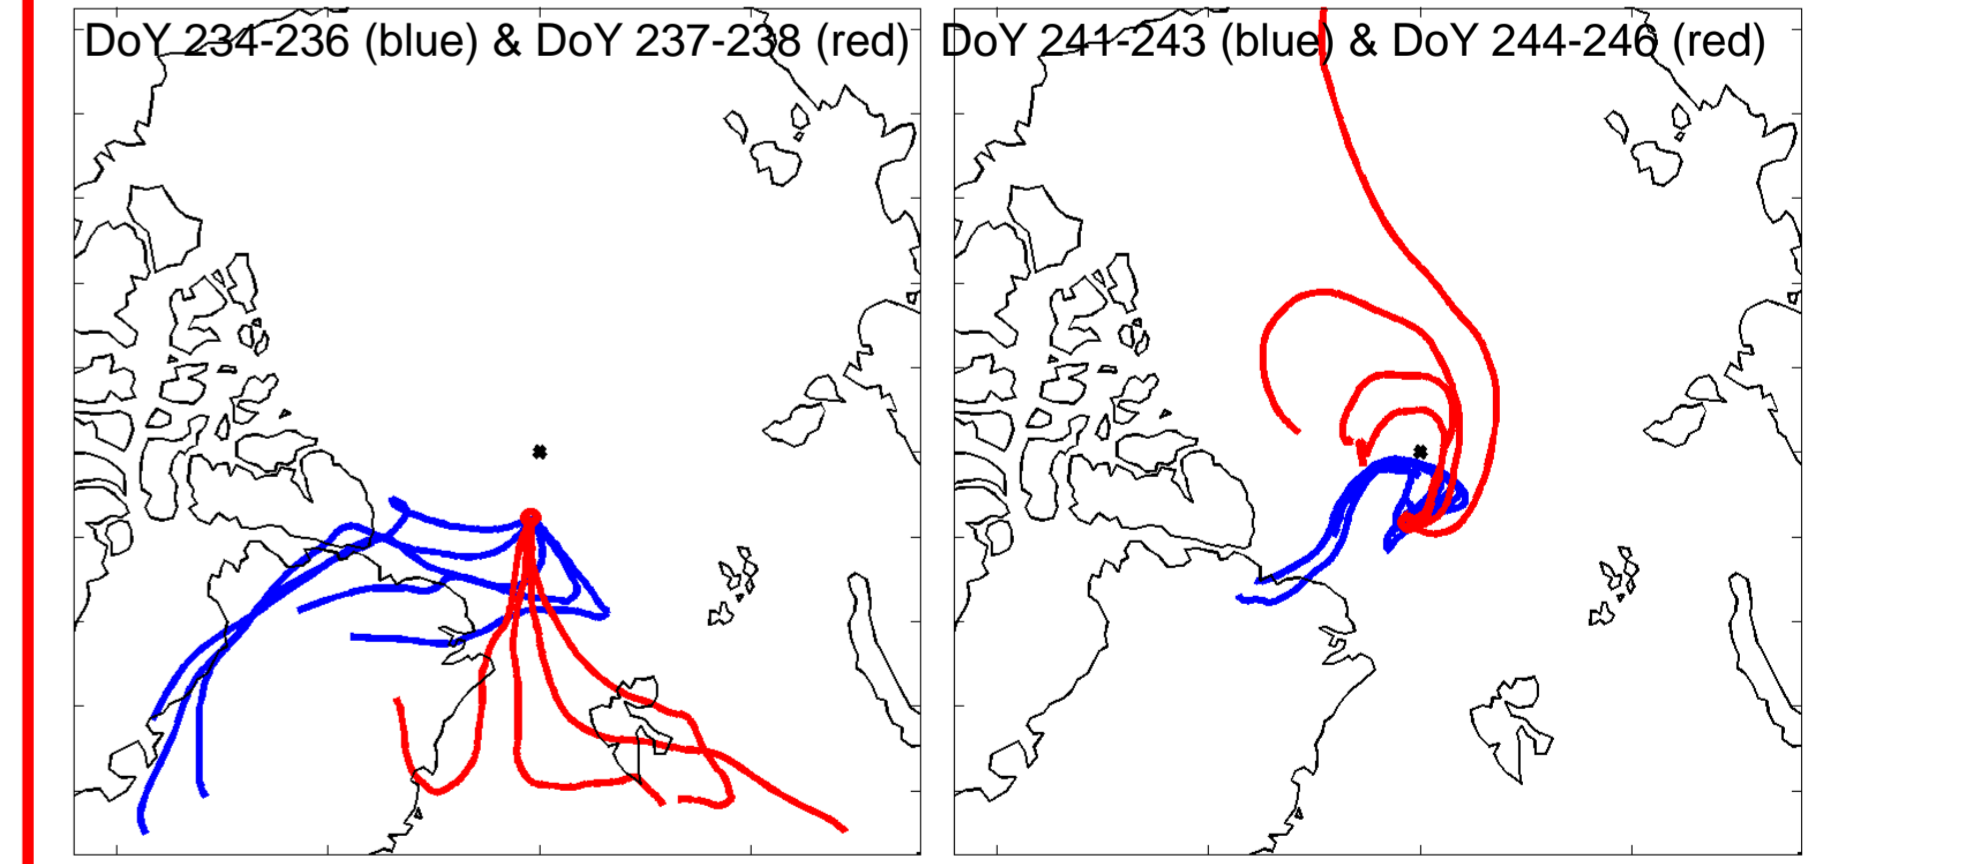 DoY 234-236 (blue) & DoY 237-238 (red)
DoY 241-243 (blue) & DoY 244-246 (red)